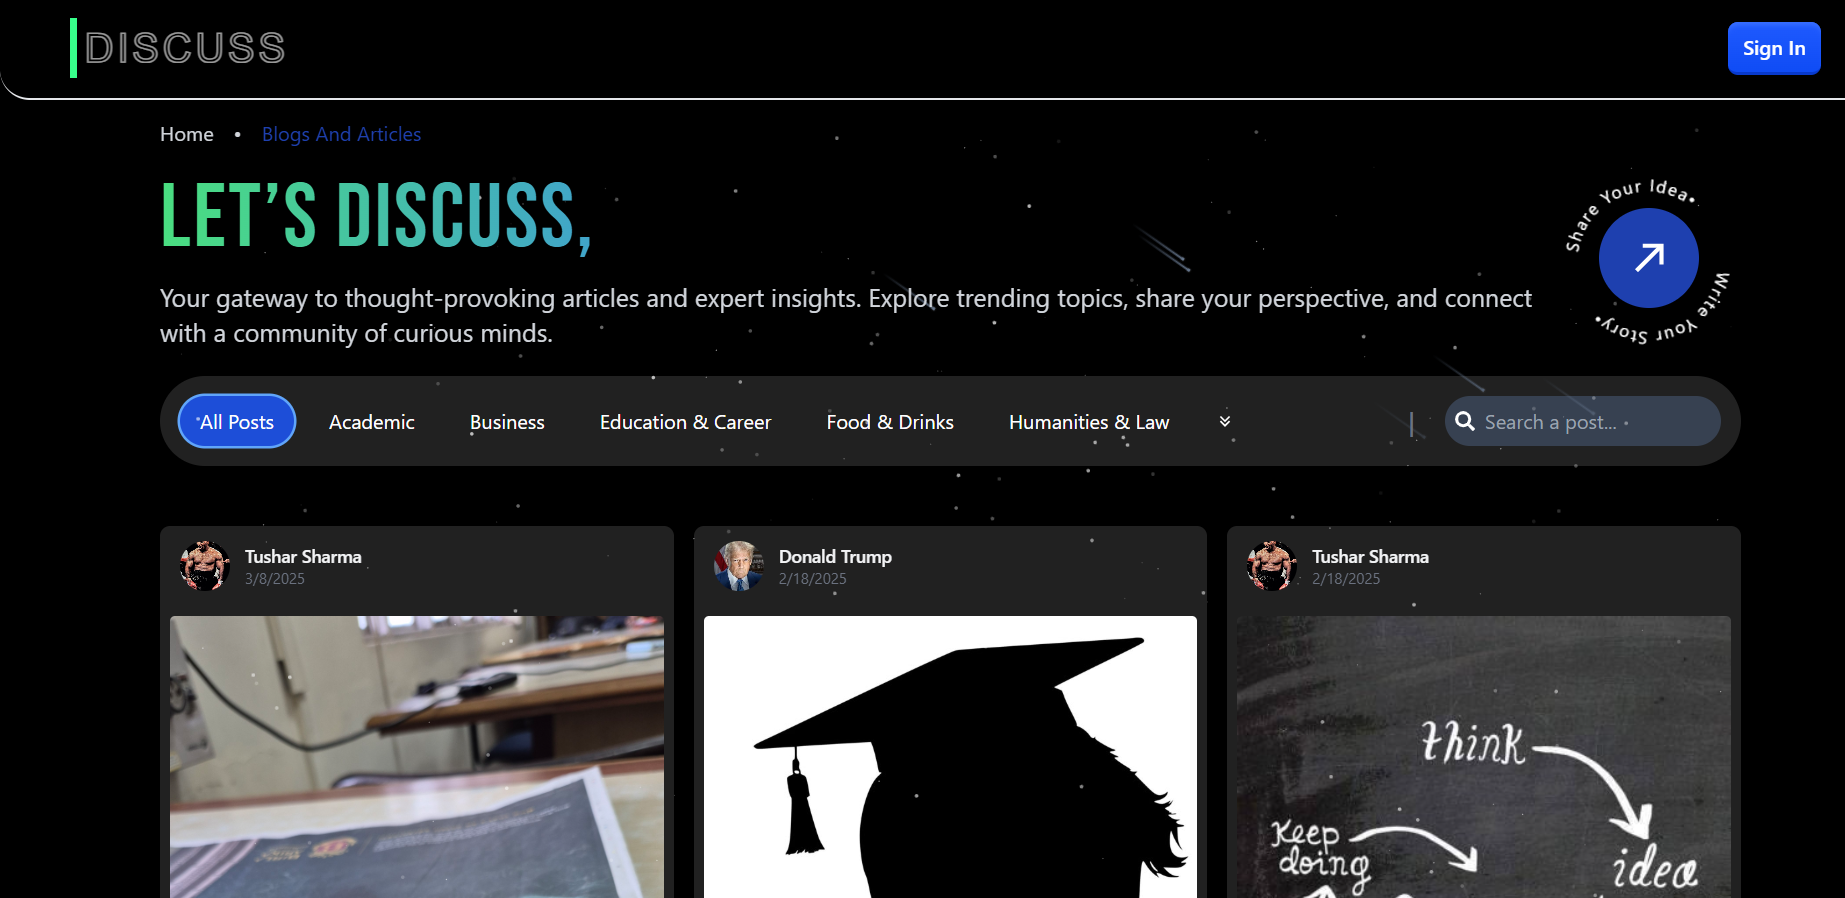 DISCUSS
Sign In
Home • Blogs And Articles
LET’S DISCUSS,
Share Your Idea•
Write Your Story•
Your gateway to thought-provoking articles and expert insights. Explore trending topics, share your perspective, and connect
with a community of curious minds.
All Posts Academic Business Education & Career Food & Drinks Humanities & Law | Search a post...
Tushar Sharma
3/8/2025
Donald Trump
2/18/2025
Tushar Sharma
2/18/2025
think
keep
doing
idea